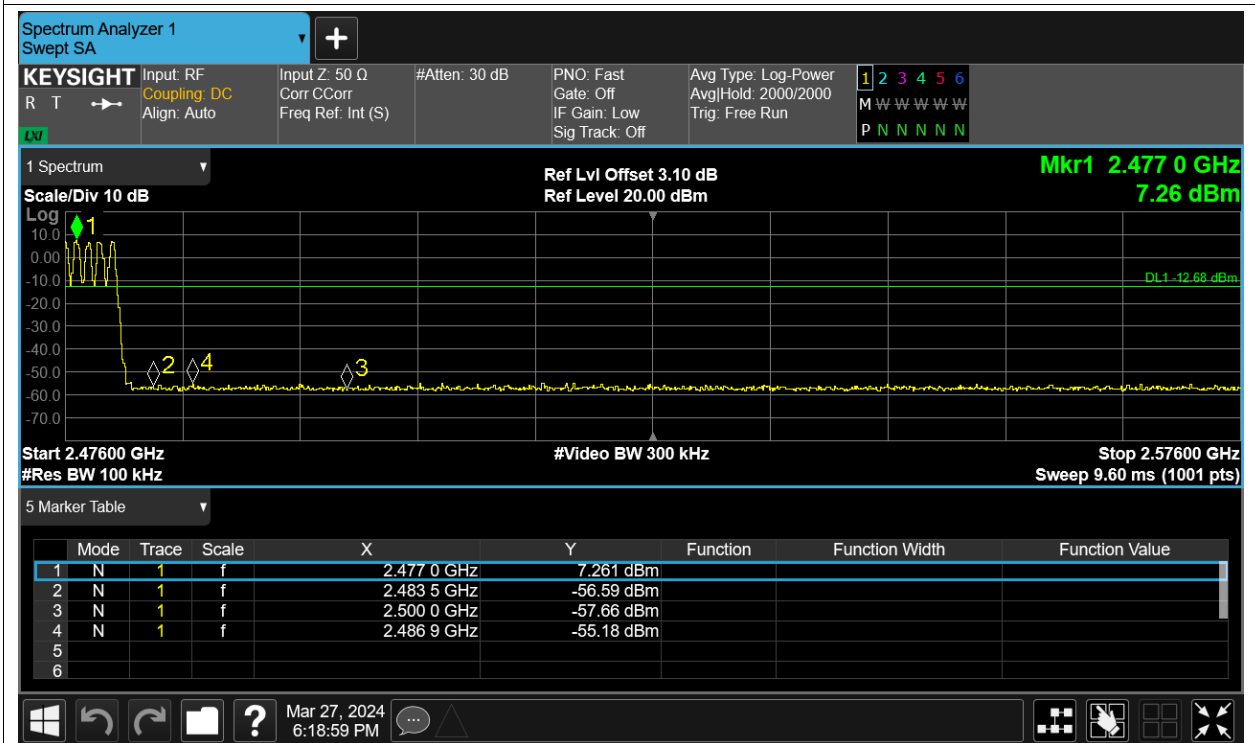 Spectrum Analyzer 1
Swept SA
KEYSIGHT Input: RF Input Z: 50 Ω #Atten: 30 dB PNO: Fast Avg Type: Log-Power 1 2 3 4 5 6
R T Coupling: DC Corr CCorr Gate: Off Avg|Hold: 2000/2000 M W W W W W
Align: Auto Freq Ref: Int (S) IF Gain: Low Trig: Free Run
LXI Sig Track: Off P N N N N N
1 Spectrum Ref Lvl Offset 3.10 dB Mkr1 2.477 0 GHz
Scale/Div 10 dB Ref Level 20.00 dBm 7.26 dBm
Log
1
10.0
0.00
-10.0 DL1 -12.68 dBm
-20.0
-30.0
-40.0
2 4 3
-50.0
-60.0
-70.0
Start 2.47600 GHz #Video BW 300 kHz Stop 2.57600 GHz
#Res BW 100 kHz Sweep 9.60 ms (1001 pts)
5 Marker Table
Mode Trace Scale X Y Function Function Width Function Value
1 N 1 f 2.477 0 GHz 7.261 dBm
2 N 1 f 2.483 5 GHz -56.59 dBm
3 N 1 f 2.500 0 GHz -57.66 dBm
4 N 1 f 2.486 9 GHz -55.18 dBm
5
6
? Mar 27, 2024
6:18:59 PM